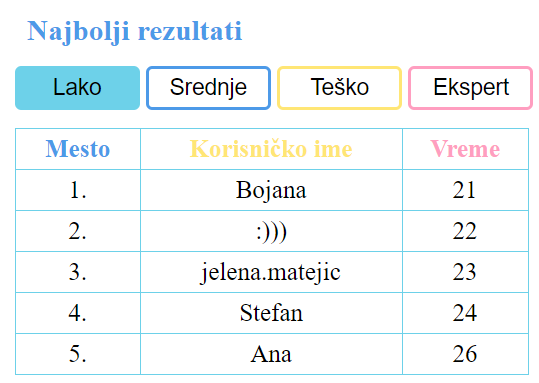 Najbolji rezultati
Lako Srednje Teško Ekspert
Mesto Korisničko ime Vreme
1. Bojana 21
2. :))) 22
3. jelena.matejic 23
4. Stefan 24
5. Ana 26